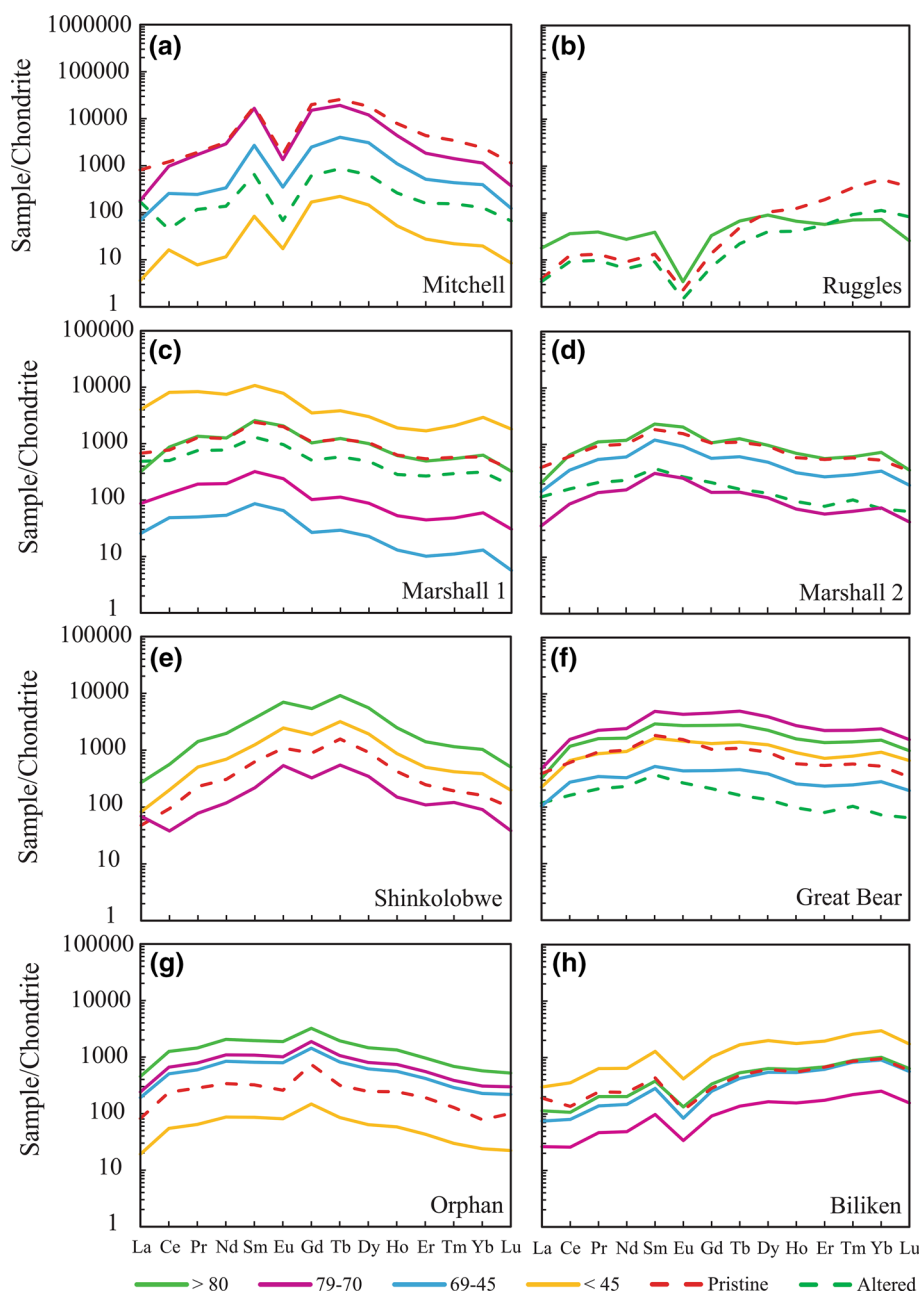 1000000
100000
10000
1000
100
10
1
Sample/Chondrite
(a)
Mitchell
(b)
Ruggles
100000
10000
1000
100
10
1
Sample/Chondrite
(c)
Marshall 1
(d)
Marshall 2
100000
10000
1000
100
10
1
Sample/Chondrite
(e)
Shinkolobwe
(f)
Great Bear
100000
10000
1000
100
10
1
Sample/Chondrite
(g)
Orphan
(h)
Biliken
La Ce Pr Nd Sm Eu Gd Tb Dy Ho Er Tm Yb Lu
La Ce Pr Nd Sm Eu Gd Tb Dy Ho Er Tm Yb Lu
> 80 79-70 69-45 < 45 Pristine Altered